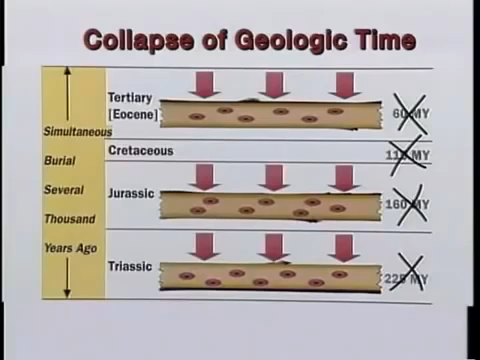 Collapse of Geologic Time
Simultaneous
Burial
Several
Thousand
Years Ago
Tertiary
[Eocene]
Cretaceous
Jurassic
Triassic
MY
MY
160 MY
225 MY